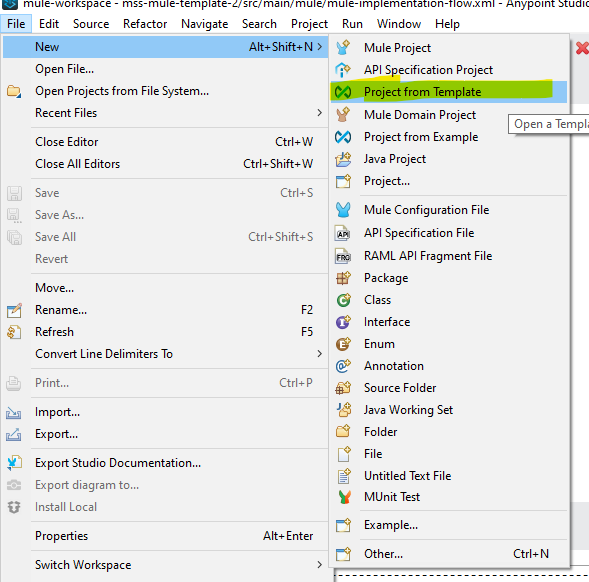 mule-workspace - mss-mule-template-2/src/main/mule/mule-implementation-flow.xml - Anypoint Studio
File Edit Source Refactor Navigate Search Project Run Window Help
New Alt+Shift+N >
Open File...
Open Projects from File System...
Recent Files >
Close Editor Ctrl+W
Close All Editors Ctrl+Shift+W
Save Ctrl+S
Save As...
Save All Ctrl+Shift+S
Revert
Move...
Rename... F2
Refresh F5
Convert Line Delimiters To >
Print... Ctrl+P
Import...
Export...
Export Studio Documentation...
Export diagram to...
Install Local
Properties Alt+Enter
Switch Workspace >
Mule Project
API Specification Project
Project from Template
Open a Templa
Mule Domain Project
Project from Example
Java Project
Project...
Mule Configuration File
API API Specification File
FRG RAML API Fragment File
Package
Class
Interface
Enum
Annotation
Source Folder
Java Working Set
Folder
File
Untitled Text File
MUnit Test
Example...
Other... Ctrl+N